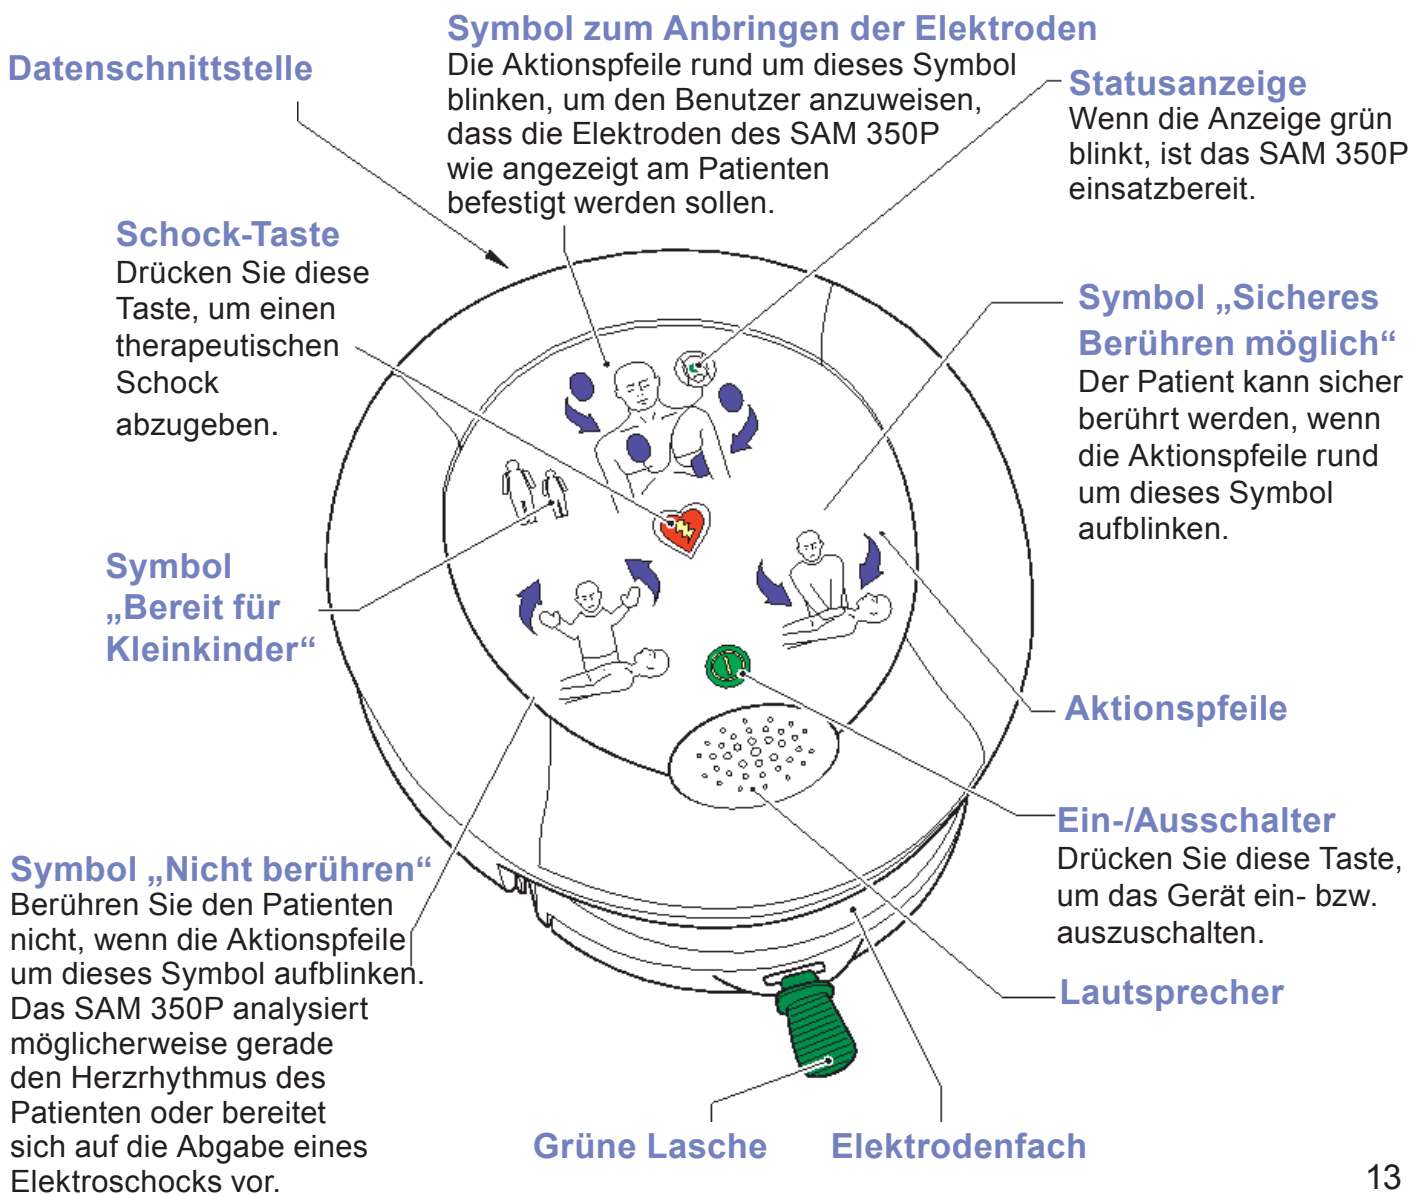 Symbol zum Anbringen der Elektroden
Die Aktionspfeile rund um dieses Symbol
blinken, um den Benutzer anzuweisen,
dass die Elektroden des SAM 350P
wie angezeigt am Patienten
befestigt werden sollen.
Datenschnittstelle
Statusanzeige
Wenn die Anzeige grün
blinkt, ist das SAM 350P
einsatzbereit.
Schock-Taste
Drücken Sie diese
Taste, um einen
therapeutischen
Schock
abzugeben.
Symbol „Sicheres
Berühren möglich“
Der Patient kann sicher
berührt werden, wenn
die Aktionspfeile rund
um dieses Symbol
aufblinken.
Symbol
„Bereit für
Kleinkinder“
Aktionspfeile
Ein-/Ausschalter
Drücken Sie diese Taste,
um das Gerät ein- bzw.
auszuschalten.
Symbol „Nicht berühren“
Berühren Sie den Patienten
nicht, wenn die Aktionspfeile
um dieses Symbol aufblinken.
Das SAM 350P analysiert
möglicherweise gerade
den Herzrhythmus des
Patienten oder bereitet
sich auf die Abgabe eines
Elektroschocks vor.
Lautsprecher
Grüne Lasche
Elektrodenfach
13